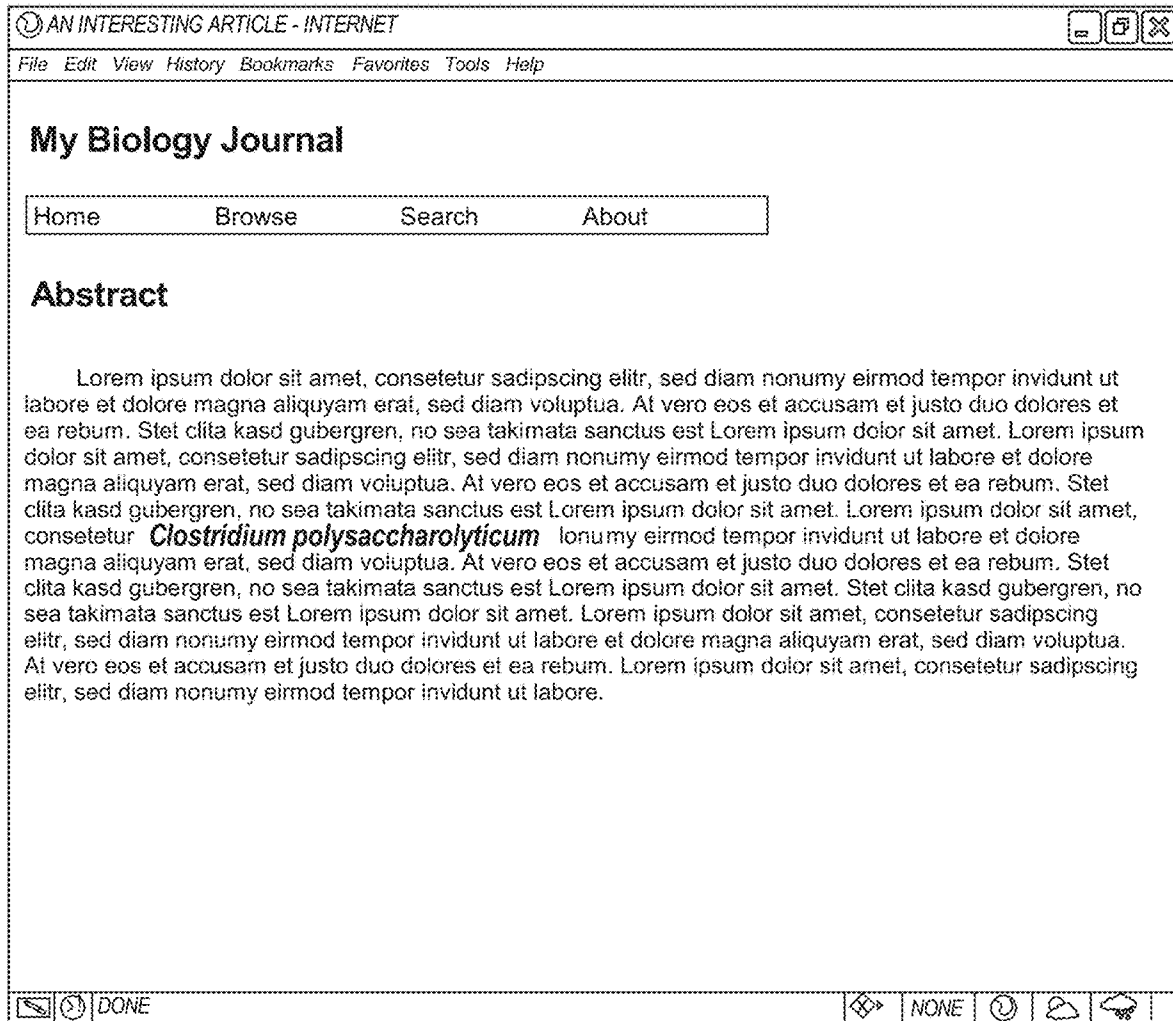 AN INTERESTING ARTICLE - INTERNET
File Edit View History Bookmarks Favorites Tools Help
My Biology Journal
Home Browse Search About
Abstract
Lorem ipsum dolor sit amet, consetetur sadipscing elitr, sed diam nonumy eirmod tempor invidunt ut
labore et dolore magna aliquyam erat, sed diam voluptua. At vero eos et accusam et justo duo dolores et
ea rebum. Stet clita kasd gubergren, no sea takimata sanctus est Lorem ipsum dolor sit amet. Lorem ipsum
dolor sit amet, consetetur sadipscing elitr, sed diam nonumy eirmod tempor invidunt ut labore et dolore
magna aliquyam erat, sed diam voluptua. At vero eos et accusam et justo duo dolores et ea rebum. Stet
clita kasd gubergren, no sea takimata sanctus est Lorem ipsum dolor sit amet. Lorem ipsum dolor sit amet,
consetetur Clostridium polysaccharolyticum lonumy eirmod tempor invidunt ut labore et dolore
magna aliquyam erat, sed diam voluptua. At vero eos et accusam et justo duo dolores et ea rebum. Stet
clita kasd gubergren, no sea takimata sanctus est Lorem ipsum dolor sit amet. Stet clita kasd gubergren, no
sea takimata sanctus est Lorem ipsum dolor sit amet. Lorem ipsum dolor sit amet, consetetur sadipscing
elitr, sed diam nonumy eirmod tempor invidunt ut labore et dolore magna aliquyam erat, sed diam voluptua.
At vero eos et accusam et justo duo dolores et ea rebum. Lorem ipsum dolor sit amet, consetetur sadipscing
elitr, sed diam nonumy eirmod tempor invidunt ut labore.
DONE NONE